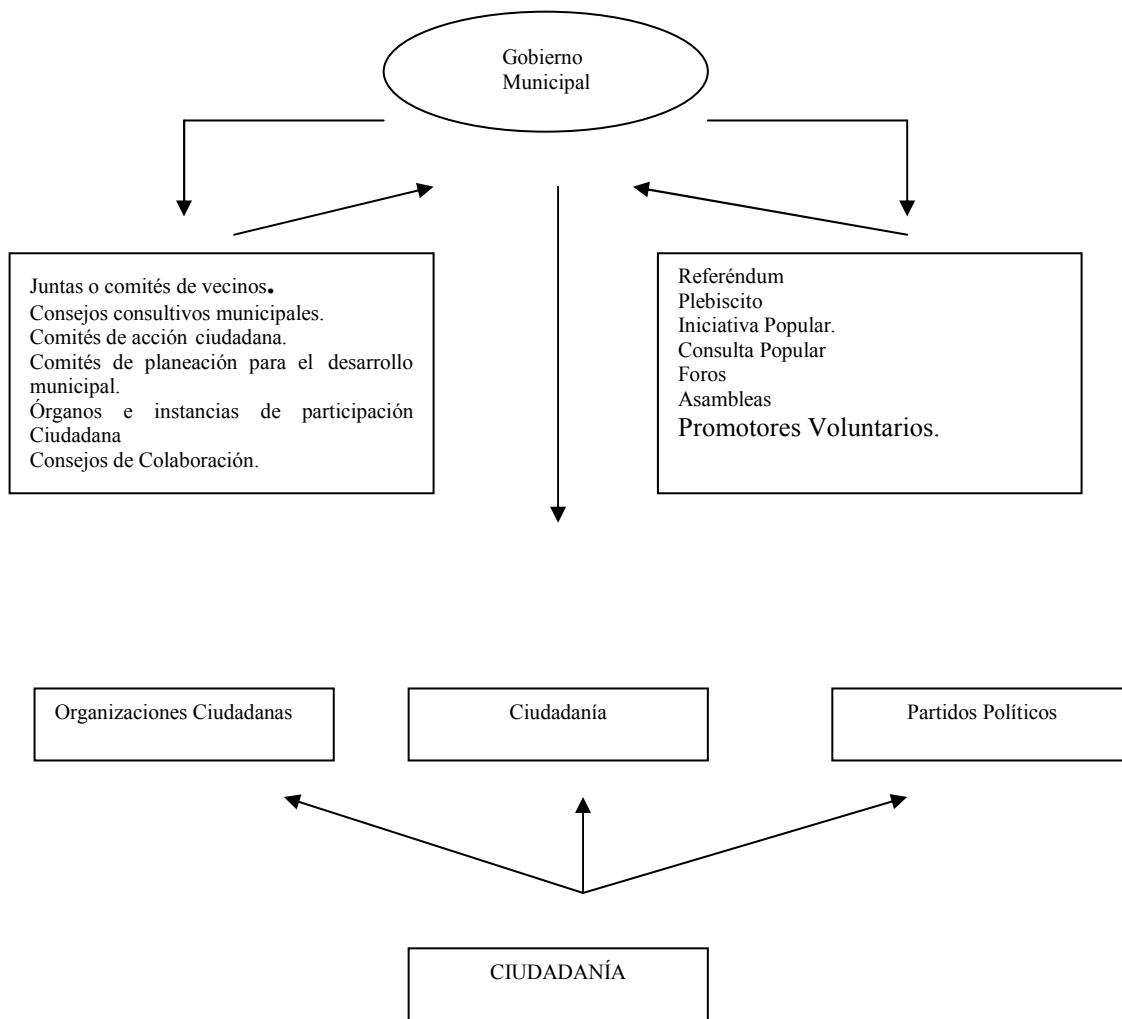 Gobierno
Municipal
Juntas o comités de vecinos.
Consejos consultivos municipales.
Comités de acción ciudadana.
Comités de planeación para el desarrollo
municipal.
Órganos e instancias de participación
Ciudadana
Consejos de Colaboración.
Referéndum
Plebiscito
Iniciativa Popular.
Consulta Popular
Foros
Asambleas
Promotores Voluntarios.
Organizaciones Ciudadanas
Ciudadanía
Partidos Políticos
CIUDADANÍA